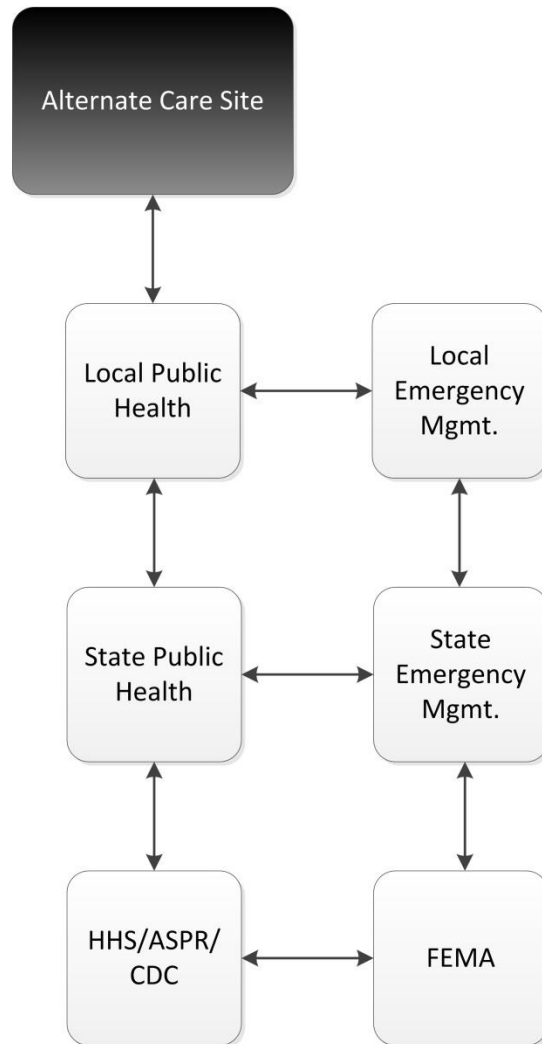 Alternate Care Site
Local Public
Health
Local
Emergency
Mgmt.
State Public
Health
State
Emergency
Mgmt.
HHS/ASPR/
CDC
FEMA